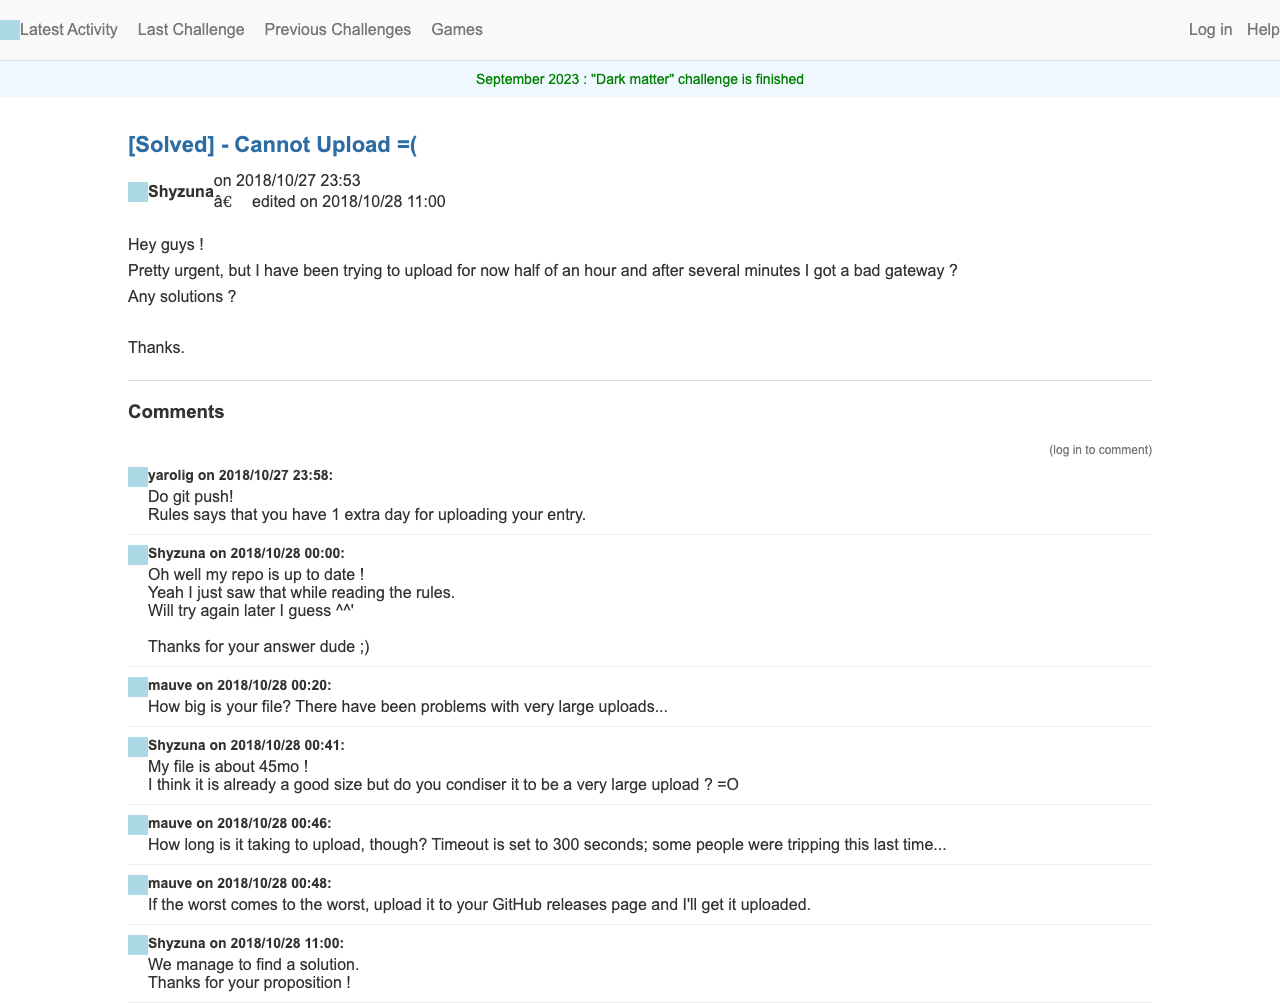 Latest Activity Last Challenge Previous Challenges Games Log in Help
September 2023 : "Dark matter" challenge is finished
[Solved] - Cannot Upload =(
Shyzuna on 2018/10/27 23:53
â€ edited on 2018/10/28 11:00
Hey guys !
Pretty urgent, but I have been trying to upload for now half of an hour and after several minutes I got a bad gateway ?
Any solutions ?
Thanks.
Comments
(log in to comment)
yarolig on 2018/10/27 23:58:
Do git push!
Rules says that you have 1 extra day for uploading your entry.
Shyzuna on 2018/10/28 00:00:
Oh well my repo is up to date !
Yeah I just saw that while reading the rules.
Will try again later I guess ^^'
Thanks for your answer dude ;)
mauve on 2018/10/28 00:20:
How big is your file? There have been problems with very large uploads...
Shyzuna on 2018/10/28 00:41:
My file is about 45mo !
I think it is already a good size but do you condiser it to be a very large upload ? =O
mauve on 2018/10/28 00:46:
How long is it taking to upload, though? Timeout is set to 300 seconds; some people were tripping this last time...
mauve on 2018/10/28 00:48:
If the worst comes to the worst, upload it to your GitHub releases page and I'll get it uploaded.
Shyzuna on 2018/10/28 11:00:
We manage to find a solution.
Thanks for your proposition !